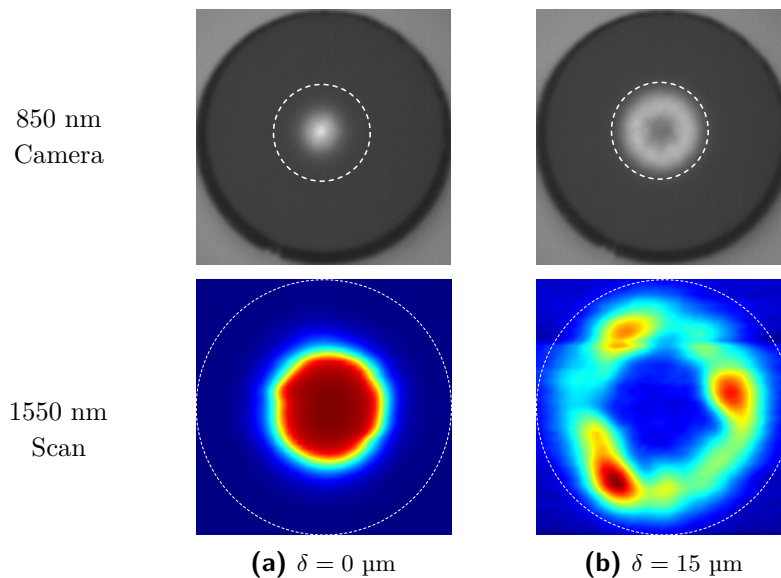 850 nm
Camera
1550 nm
Scan
(a) δ = 0 µm
(b) δ = 15 µm